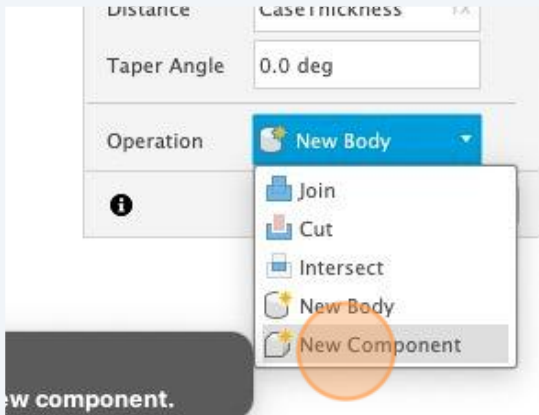 Distance CaseThickness fx
Taper Angle 0.0 deg
Operation New Body
Join
Cut
Intersect
New Body
New Component
ew component.